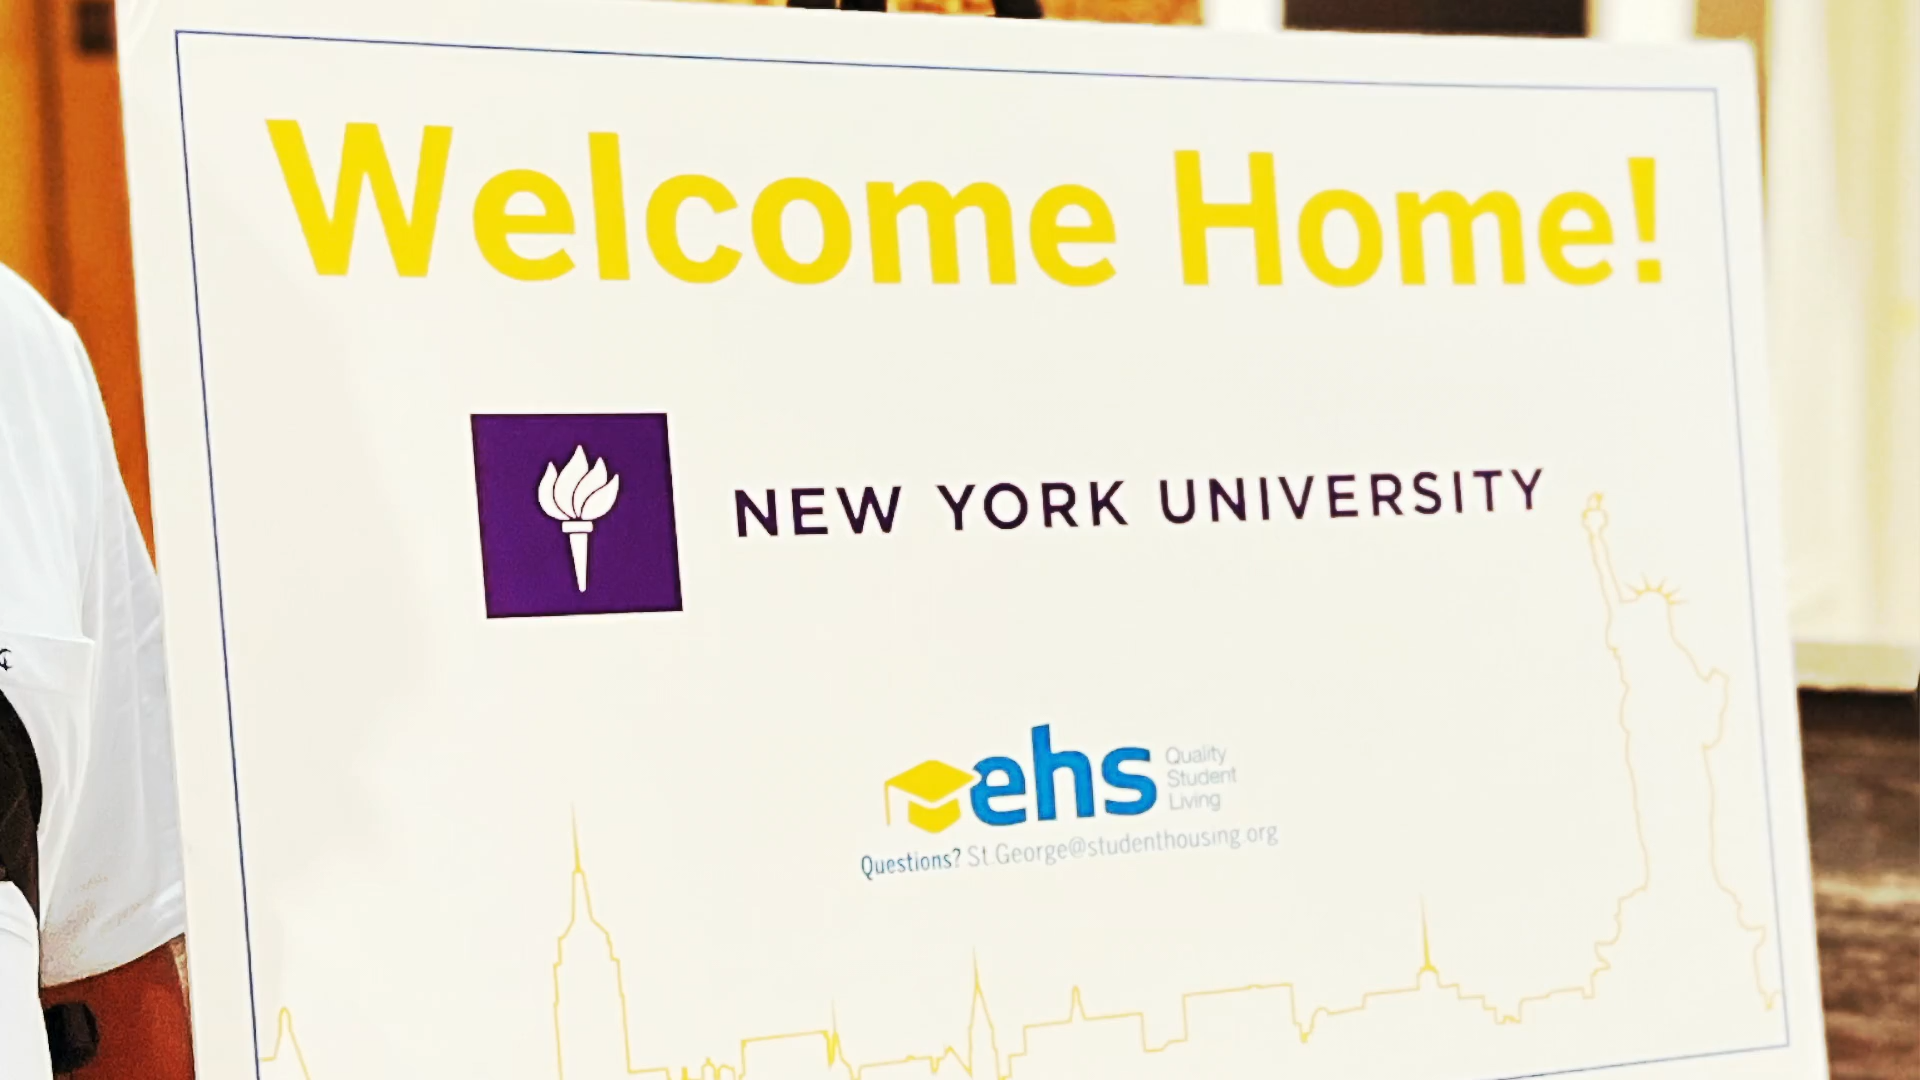 Welcome Home!
NEW YORK UNIVERSITY
ehs
Quality
Student
Living
Questions? St.George@studenthousing.org